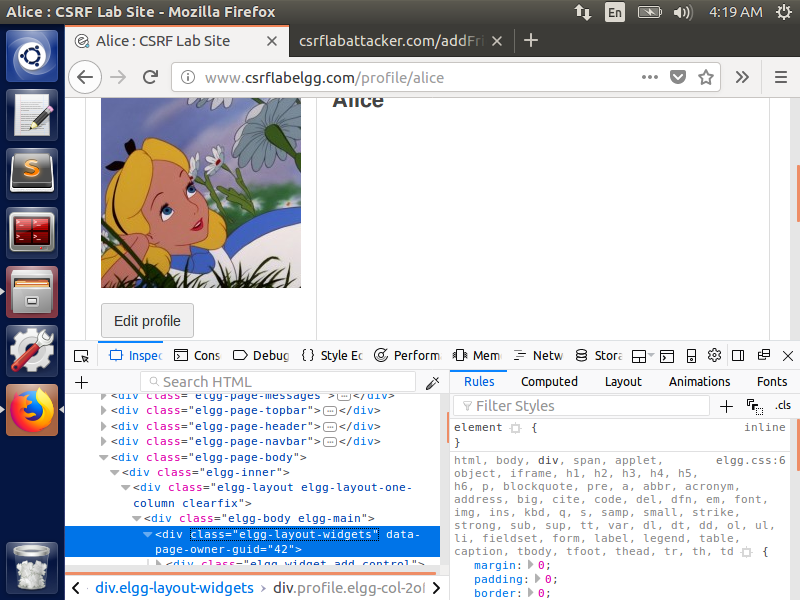 Alice : CSRF Lab Site - Mozilla Firefox
En
4:19 AM
Alice : CSRF Lab Site
csrflabattacker.com/addFri
www.csrflabelgg.com/profile/alice
Alice
Edit profile
Inspec
Cons
Debug
Style Ec
Perform
Mem
Netw
Stora
Search HTML
<div class="elgg-page-messages">…</div>
<div class="elgg-page-topbar">…</div>
<div class="elgg-page-header">…</div>
<div class="elgg-page-navbar">…</div>
<div class="elgg-page-body">
<div class="elgg-inner">
<div class="elgg-layout elgg-layout-one-
column clearfix">
<div class="elgg-body elgg-main">
<div class="elgg-layout-widgets" data-
page-owner-guid="42">
<div class="elgg-widget-add-control">
div.elgg-layout-widgets
div.profile.elgg-col-2of
Rules
Computed
Layout
Animations
Fonts
Filter Styles
.cls
element { inline
}
html, body, div, span, applet, elgg.css:6
object, iframe, h1, h2, h3, h4, h5,
h6, p, blockquote, pre, a, abbr, acronym,
address, big, cite, code, del, dfn, em, font,
img, ins, kbd, q, s, samp, small, strike,
strong, sub, sup, tt, var, dl, dt, dd, ol, ul,
li, fieldset, form, label, legend, table,
caption, tbody, tfoot, thead, tr, th, td {
margin: 0;
padding: 0;
border: 0;